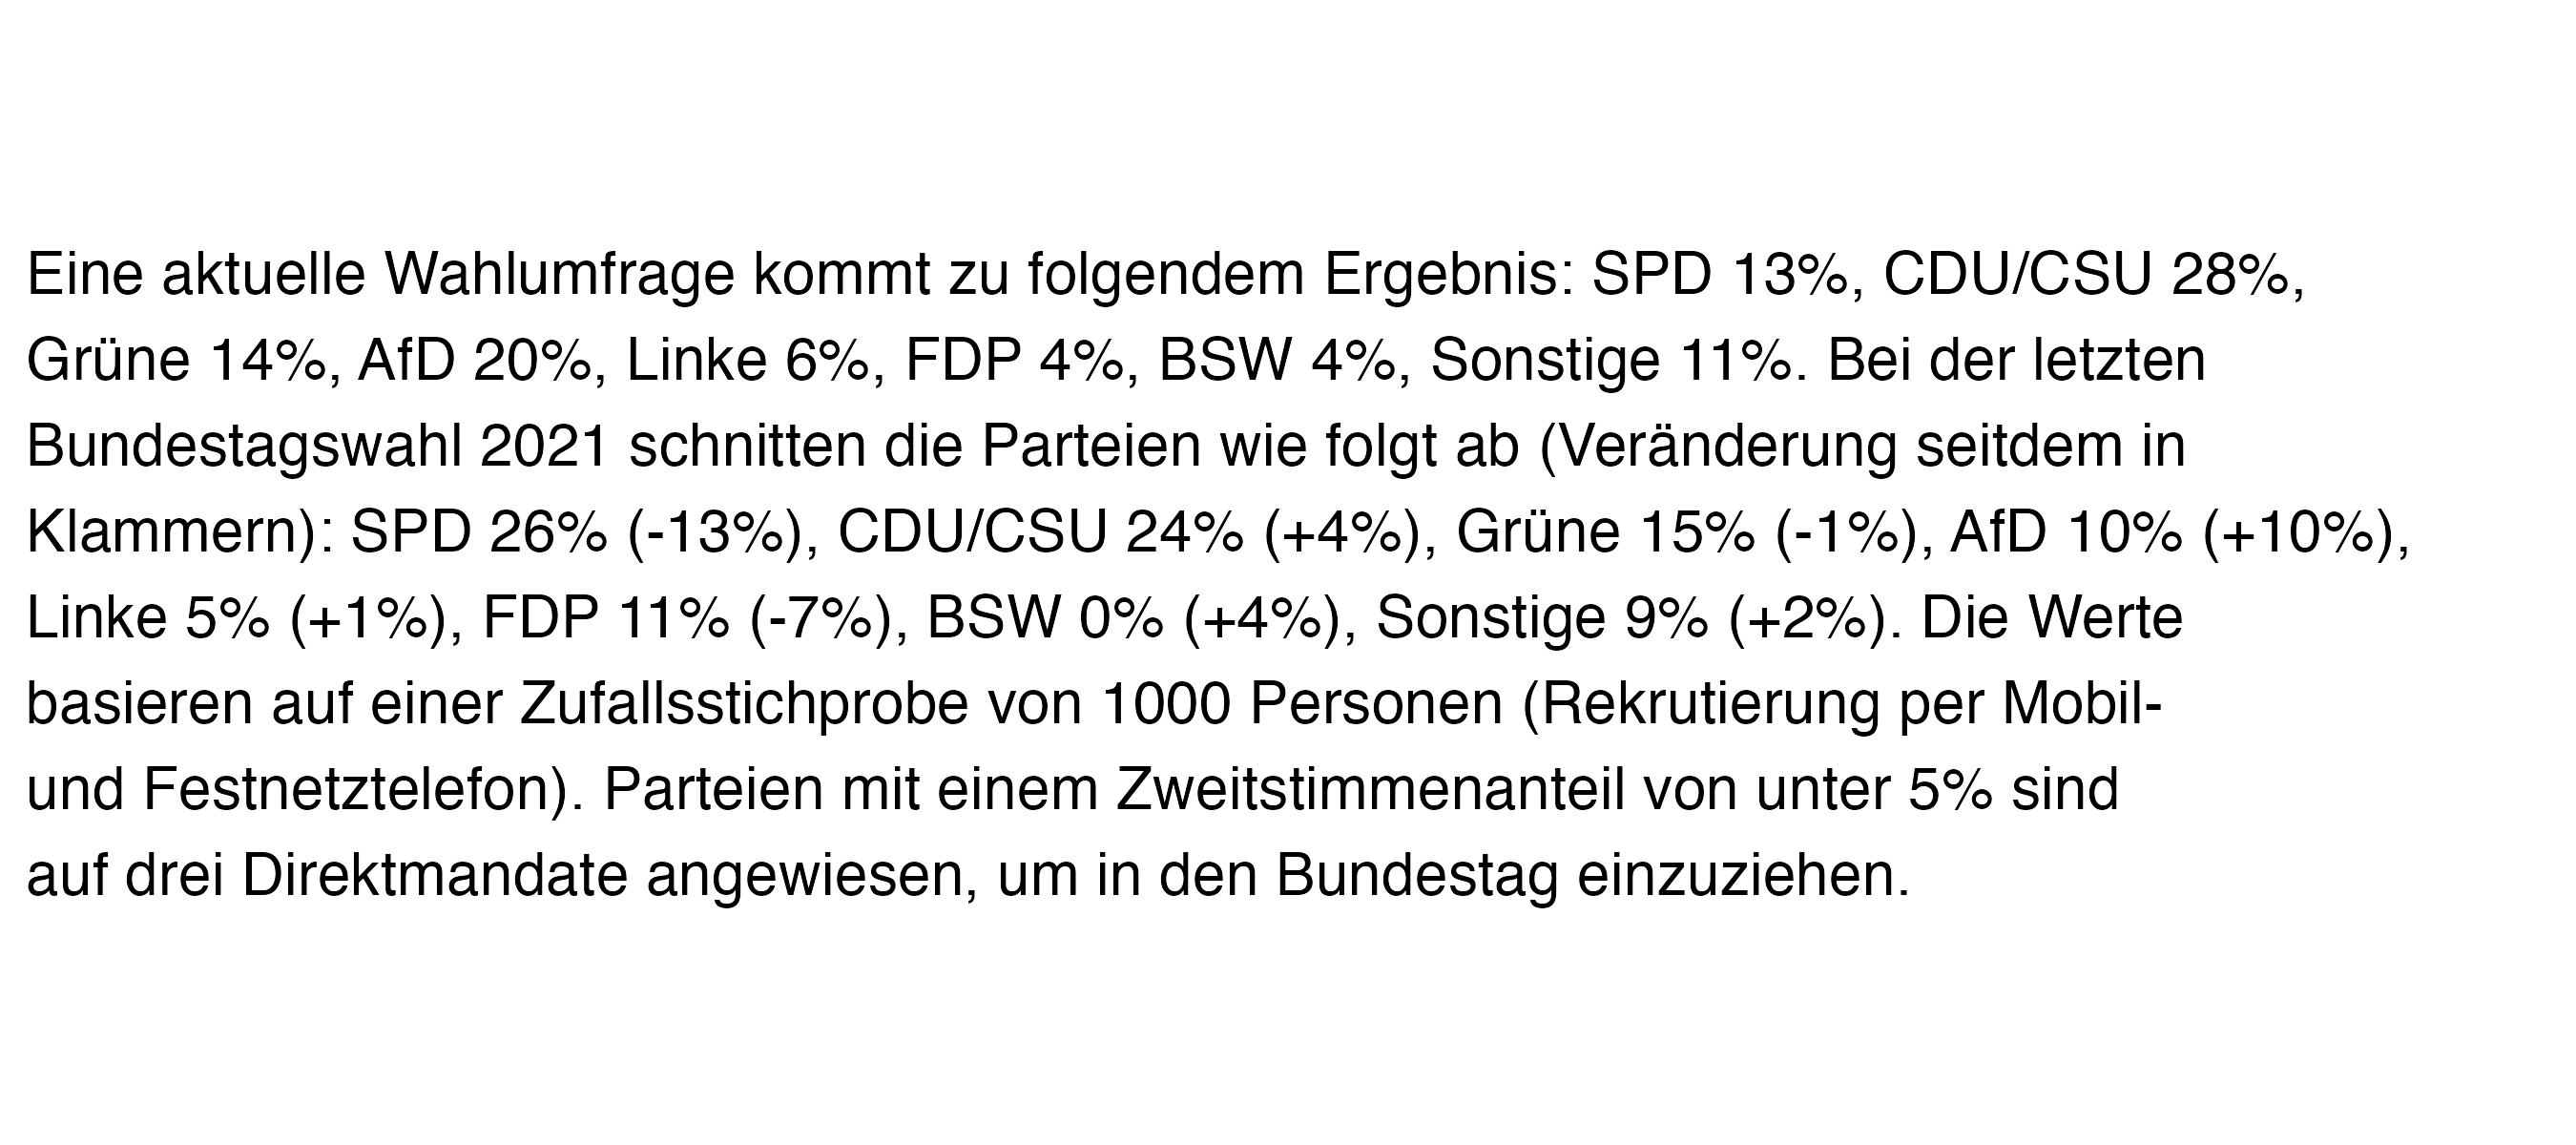 Eine aktuelle Wahlumfrage kommt zu folgendem Ergebnis: SPD 13%, CDU/CSU 28%,
Grüne 14%, AfD 20%, Linke 6%, FDP 4%, BSW 4%, Sonstige 11%. Bei der letzten
Bundestagswahl 2021 schnitten die Parteien wie folgt ab (Veränderung seitdem in
Klammern): SPD 26% (-13%), CDU/CSU 24% (+4%), Grüne 15% (-1%), AfD 10% (+10%),
Linke 5% (+1%), FDP 11% (-7%), BSW 0% (+4%), Sonstige 9% (+2%). Die Werte
basieren auf einer Zufallsstichprobe von 1000 Personen (Rekrutierung per Mobil-
und Festnetztelefon). Parteien mit einem Zweitstimmenanteil von unter 5% sind
auf drei Direktmandate angewiesen, um in den Bundestag einzuziehen.